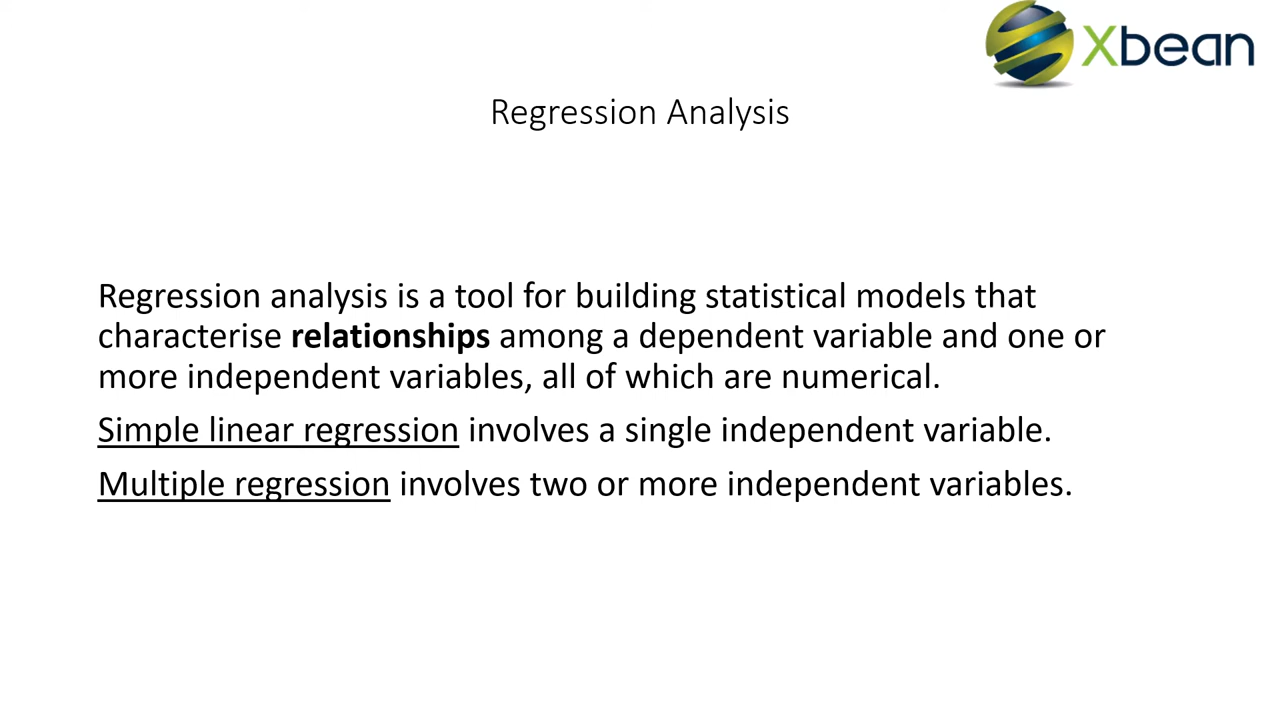 Xbean
Regression Analysis
Regression analysis is a tool for building statistical models that
characterise relationships among a dependent variable and one or
more independent variables, all of which are numerical.
Simple linear regression involves a single independent variable.
Multiple regression involves two or more independent variables.